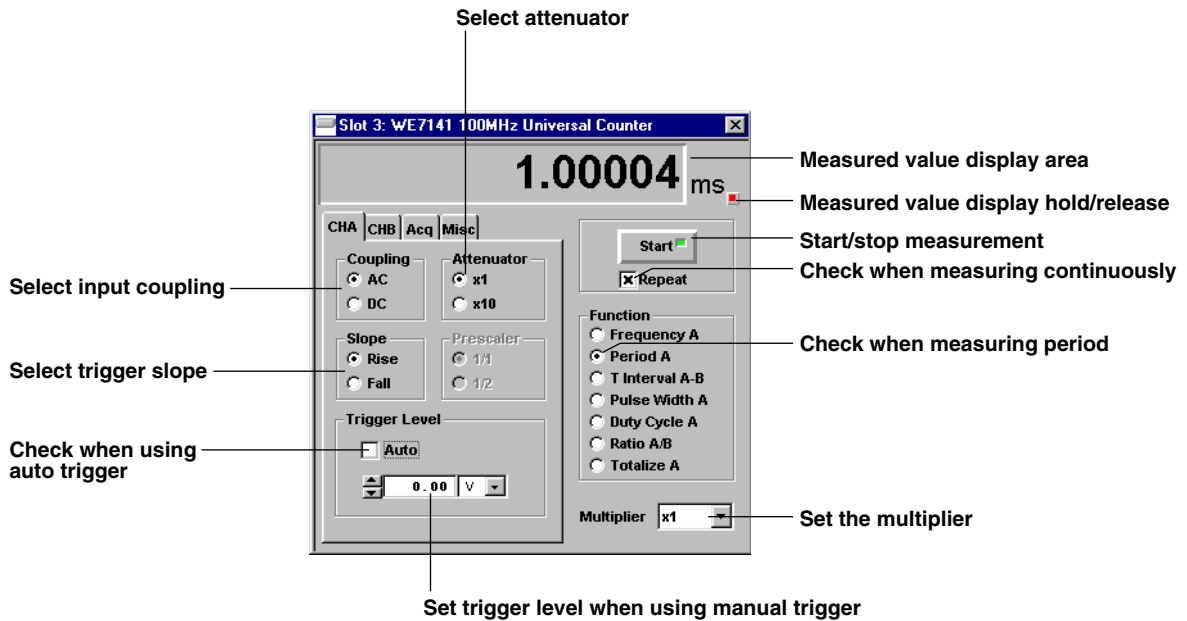 Select attenuator
Slot 3: WE7141 100MHz Universal Counter
1.00004 ms
Measured value display area
Measured value display hold/release
CHA CHB Acq Misc
Start
Start/stop measurement
Repeat
Check when measuring continuously
Coupling
AC
DC
Select input coupling
Attenuator
x1
x10
Slope
Rise
Fall
Select trigger slope
Prescaler
1/1
1/2
Function
Frequency A
Period A
T Interval A-B
Pulse Width A
Duty Cycle A
Ratio A/B
Totalize A
Check when measuring period
Trigger Level
Auto
Check when using
auto trigger
0.00 V
Multiplier x1
Set the multiplier
Set trigger level when using manual trigger